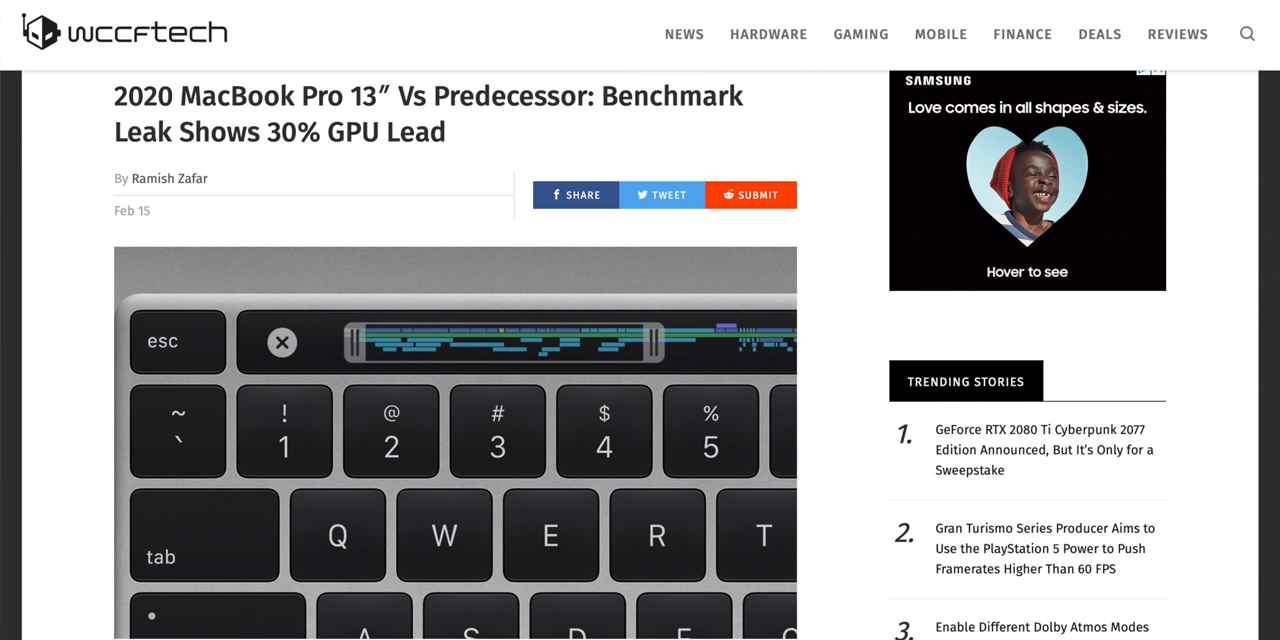 wccftech
NEWS
HARDWARE
GAMING
MOBILE
FINANCE
DEALS
REVIEWS
2020 MacBook Pro 13″ Vs Predecessor: Benchmark
Leak Shows 30% GPU Lead
By Ramish Zafar
Feb 15
SHARE
TWEET
SUBMIT
esc
~
`
!
1
@
2
#
3
$
4
%
5
Q
W
E
R
T
tab
SAMSUNG
Love comes in all shapes & sizes.
Hover to see
TRENDING STORIES
1.
GeForce RTX 2080 Ti Cyberpunk 2077
Edition Announced, But It's Only for a
Sweepstake
2.
Gran Turismo Series Producer Aims to
Use the PlayStation 5 Power to Push
Framerates Higher Than 60 FPS
3.
Enable Different Dolby Atmos Modes